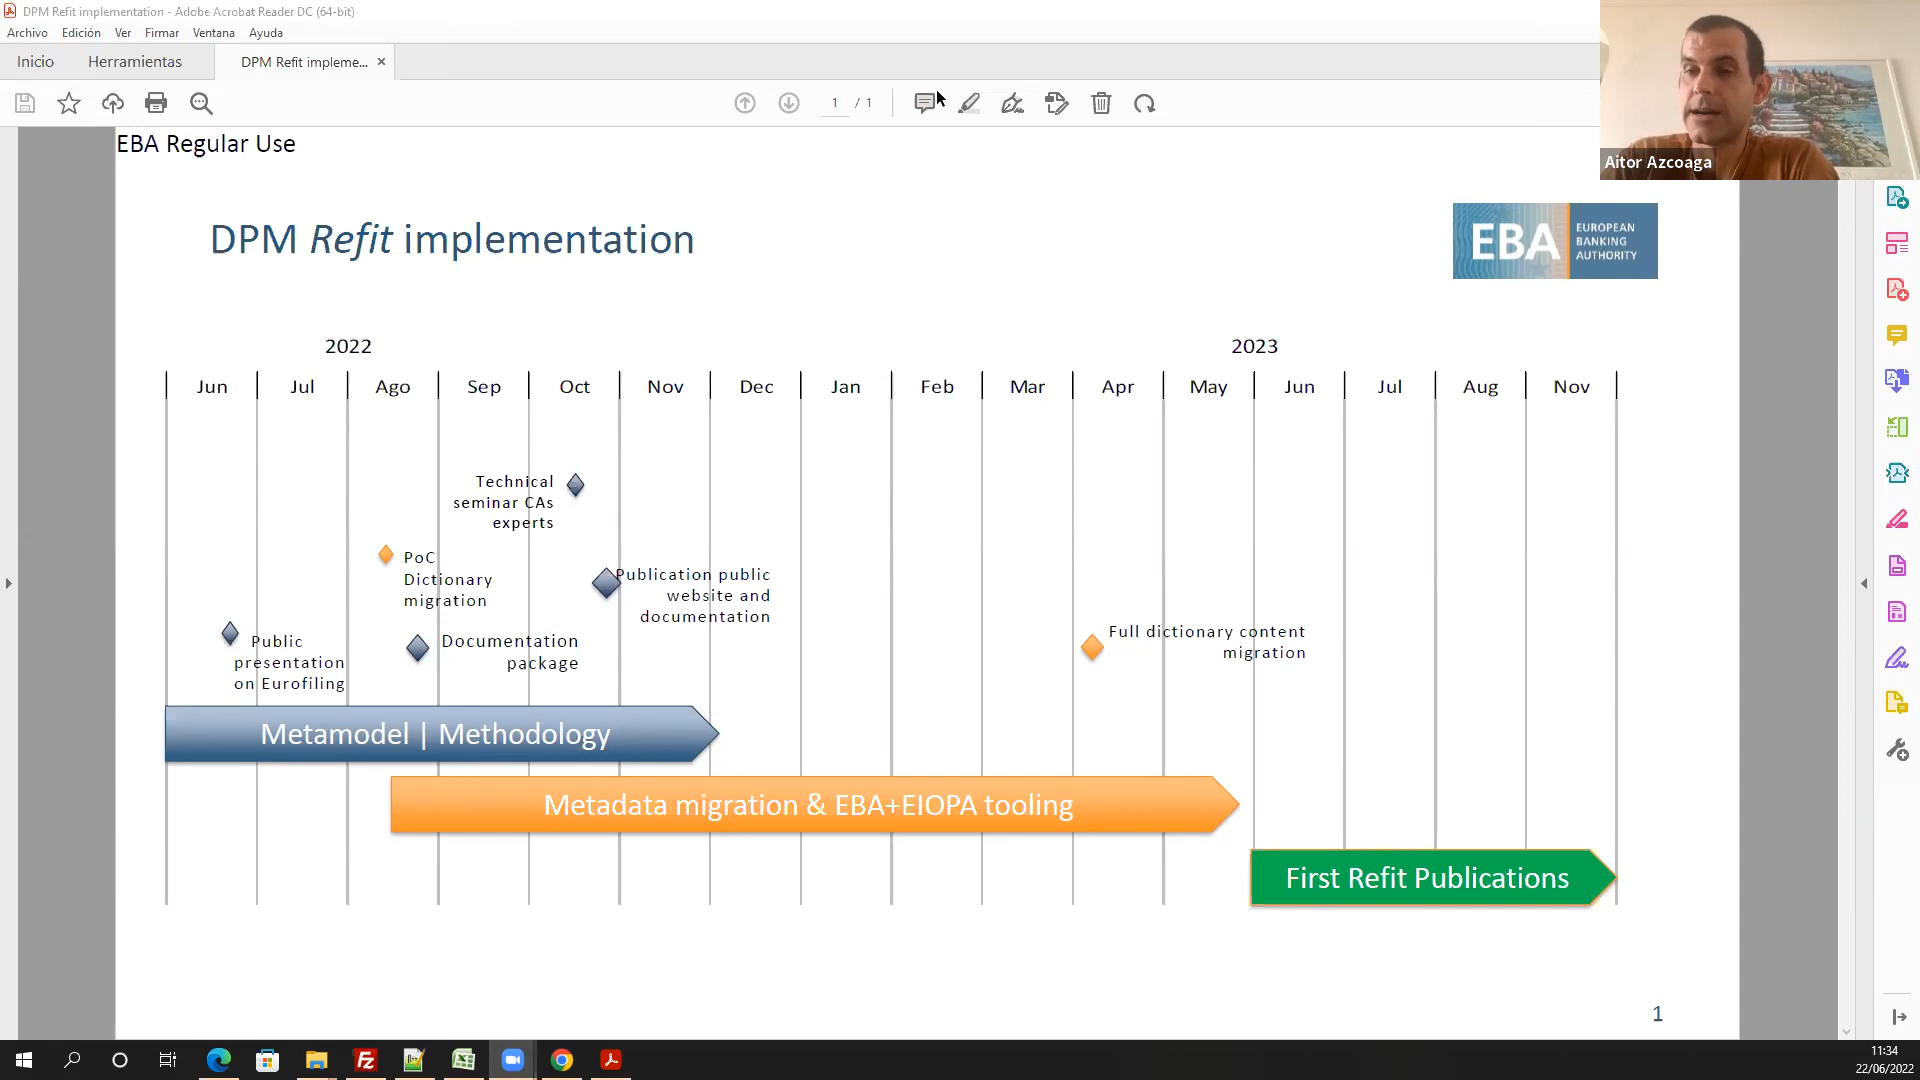 DPM Refit implementation - Adobe Acrobat Reader DC (64-bit)
Archivo Edición Ver Firmar Ventana Ayuda
Inicio Herramientas DPM Refit impleme... ×
1 / 1
Aitor Azcoaga
EBA Regular Use
DPM Refit implementation
EBA EUROPEAN
BANKING
AUTHORITY
2022 2023
Jun Jul Ago Sep Oct Nov Dec Jan Feb Mar Apr May Jun Jul Aug Nov
Technical
seminar CAs
experts
PoC
Dictionary
migration
Publication public
website and
documentation
Public
presentation
on Eurofiling
Documentation
package
Full dictionary content
migration
Metamodel | Methodology
Metadata migration & EBA+EIOPA tooling
First Refit Publications
1
11:34
22/06/2022